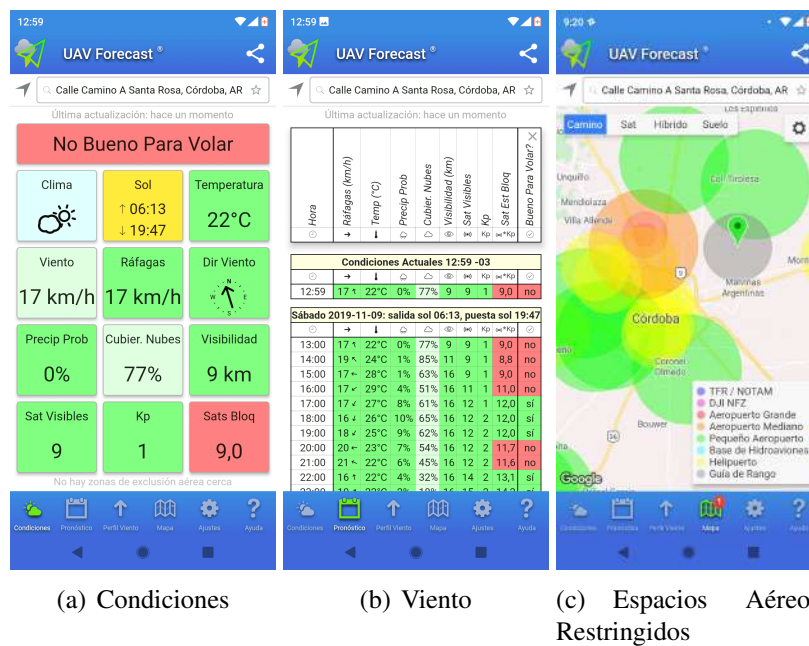 12:59
UAV Forecast ®
Calle Camino A Santa Rosa, Córdoba, AR
Última actualización: hace un momento
No Bueno Para Volar
Clima
Sol
↑ 06:13
↓ 19:47
Temperatura
22°C
Viento
17 km/h
Ráfagas
17 km/h
Dir Viento
N
W E
S
Precip Prob
0%
Cubier. Nubes
77%
Visibilidad
9 km
Sat Visibles
9
Kp
1
Sats Bloq
9,0
No hay zonas de exclusión aérea cerca
Condiciones Pronóstico Perfil Viento Mapa Ajustes Ayuda
(a) Condiciones
12:59
UAV Forecast ®
Calle Camino A Santa Rosa, Córdoba, AR
Última actualización: hace un momento
Hora
Ráfagas (km/h)
Temp (°C)
Precip Prob
Cubier. Nubes
Visibilidad (km)
Sat Visibles
Kp
Sat Est Bloq
Bueno Para Volar?
Kp *Kp
Condiciones Actuales 12:59 -03
Kp *Kp
12:59 17 22°C 0% 77% 9 9 1 9,0 no
Sábado 2019-11-09: salida sol 06:13, puesta sol 19:47
Kp *Kp
13:00 17 22°C 0% 77% 9 9 1 9,0 no
14:00 19 24°C 1% 85% 11 9 1 8,8 no
15:00 17 28°C 1% 63% 16 9 1 9,0 no
16:00 17 29°C 4% 51% 16 11 1 11,0 no
17:00 17 27°C 8% 61% 16 12 1 12,0 sí
18:00 16 26°C 10% 65% 16 12 2 12,0 sí
19:00 18 25°C 9% 62% 16 12 2 12,0 sí
20:00 20 23°C 7% 54% 16 12 2 11,7 no
21:00 21 22°C 6% 45% 16 12 2 11,6 no
22:00 16 22°C 4% 32% 16 14 2 13,1 sí
Condiciones Pronóstico Perfil Viento Mapa Ajustes Ayuda
(b) Viento
9:20
UAV Forecast ®
Calle Camino A Santa Rosa, Córdoba, AR
Los Espinillos
Camino Sat Híbrido Suelo
Unquillo
Col. Tirolesa
Mendiolaza
Villa Allende
9
Malvinas
Argentinas
Córdoba
Coronel
Olmedo
Bouwer
36
TFR / NOTAM
DJI NFZ
Aeropuerto Grande
Aeropuerto Mediano
Pequeño Aeropuerto
Base de Hidroaviones
Helipuerto
Guía de Rango
Google
1
Condiciones Pronóstico Perfil Viento Mapa Ajustes Ayuda
(c) Espacios Aéreo
Restringidos